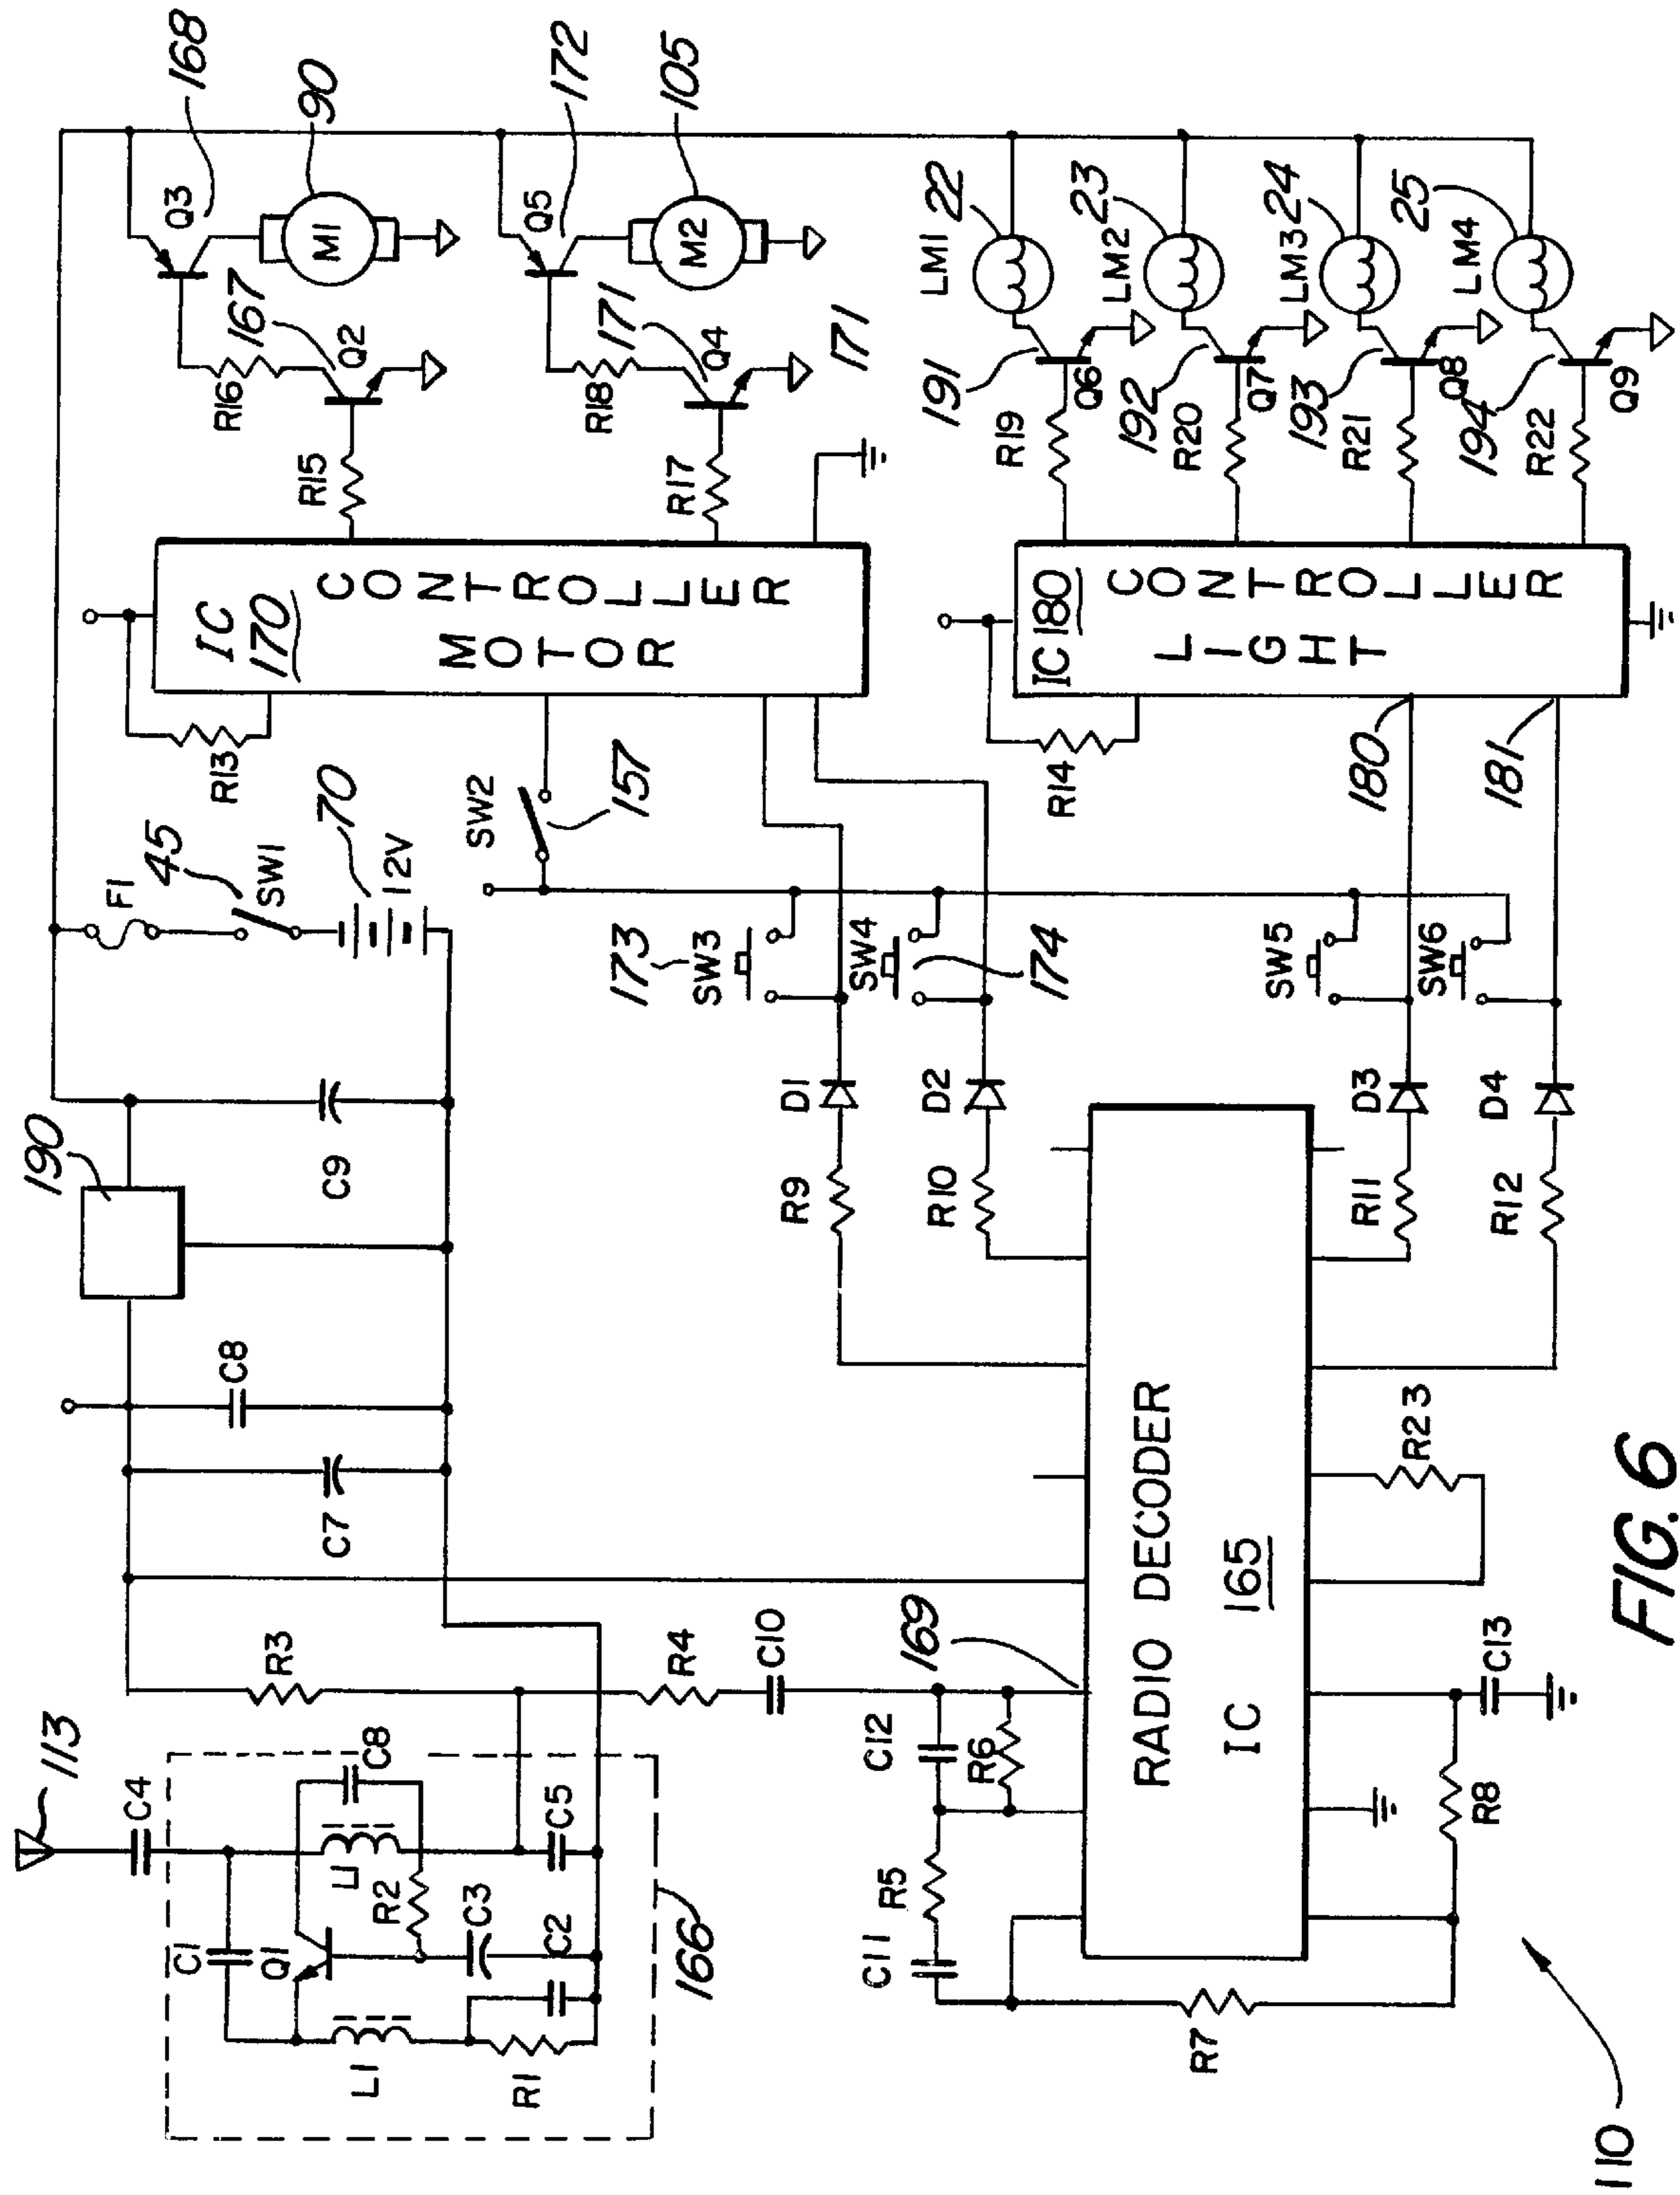 113
C4
C1
Q1
L1
C8
R2
C3
C5
C2
L1
R1
166
R3
R4
C10
C7
C8
190
C9
F1
45
SW1
70
12V
R13
IC
170
MOTOR
CONTROLLER
R15
R16
167
Q2
Q3
168
M1
90
R17
R18
171
Q4
Q5
172
M2
105
171
SW2
157
173
SW3
SW4
174
D1
R9
D2
R10
SW5
SW6
D3
R11
D4
R12
R14
IC 180
LIGHT
CONTROLLER
180
181
R19
191
Q6
LM1
22
R20
192
Q7
LM2
23
R21
193
Q8
LM3
24
R22
194
Q9
LM4
25
169
C12
R6
R5
C11
R7
RADIO DECODER
IC 165
R23
C13
R8
110
FIG. 6